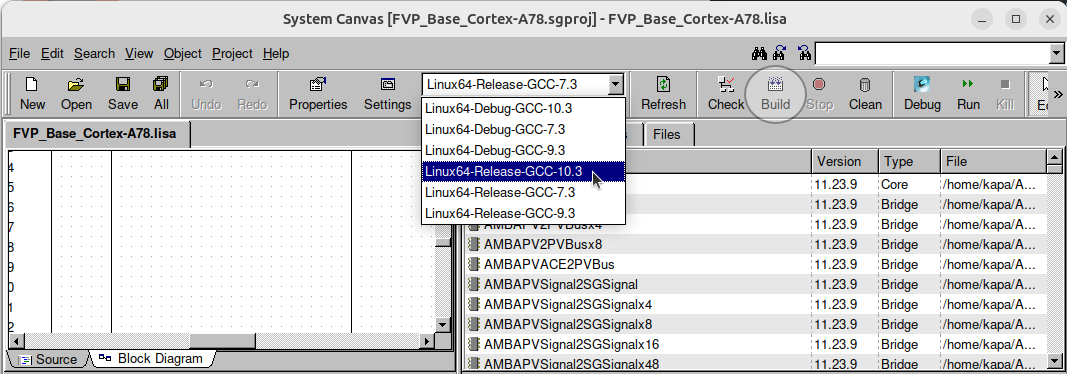 System Canvas [FVP_Base_Cortex-A78.sgproj] - FVP_Base_Cortex-A78.lisa
File Edit Search View Object Project Help
New Open Save All Undo Redo Properties Settings Linux64-Release-GCC-7.3 Refresh Check Build Stop Clean Debug Run Kill
Linux64-Debug-GCC-10.3
Linux64-Debug-GCC-7.3
Linux64-Debug-GCC-9.3
Linux64-Release-GCC-10.3
Linux64-Release-GCC-7.3
Linux64-Release-GCC-9.3
FVP_Base_Cortex-A78.lisa
4
5
6
7
8
9
0
1
2
Source Block Diagram
Files
Version Type File
11.23.9 Core /home/kapa/A...
11.23.9 Bridge /home/kapa/A...
AMBAPV2PVBusx4 11.23.9 Bridge /home/kapa/A...
AMBAPV2PVBusx8 11.23.9 Bridge /home/kapa/A...
AMBAPVACE2PVBus 11.23.9 Bridge /home/kapa/A...
AMBAPVSignal2SGSignal 11.23.9 Bridge /home/kapa/A...
AMBAPVSignal2SGSignalx4 11.23.9 Bridge /home/kapa/A...
AMBAPVSignal2SGSignalx8 11.23.9 Bridge /home/kapa/A...
AMBAPVSignal2SGSignalx16 11.23.9 Bridge /home/kapa/A...
AMBAPVSignal2SGSignalx48 11.23.9 Bridge /home/kapa/A...